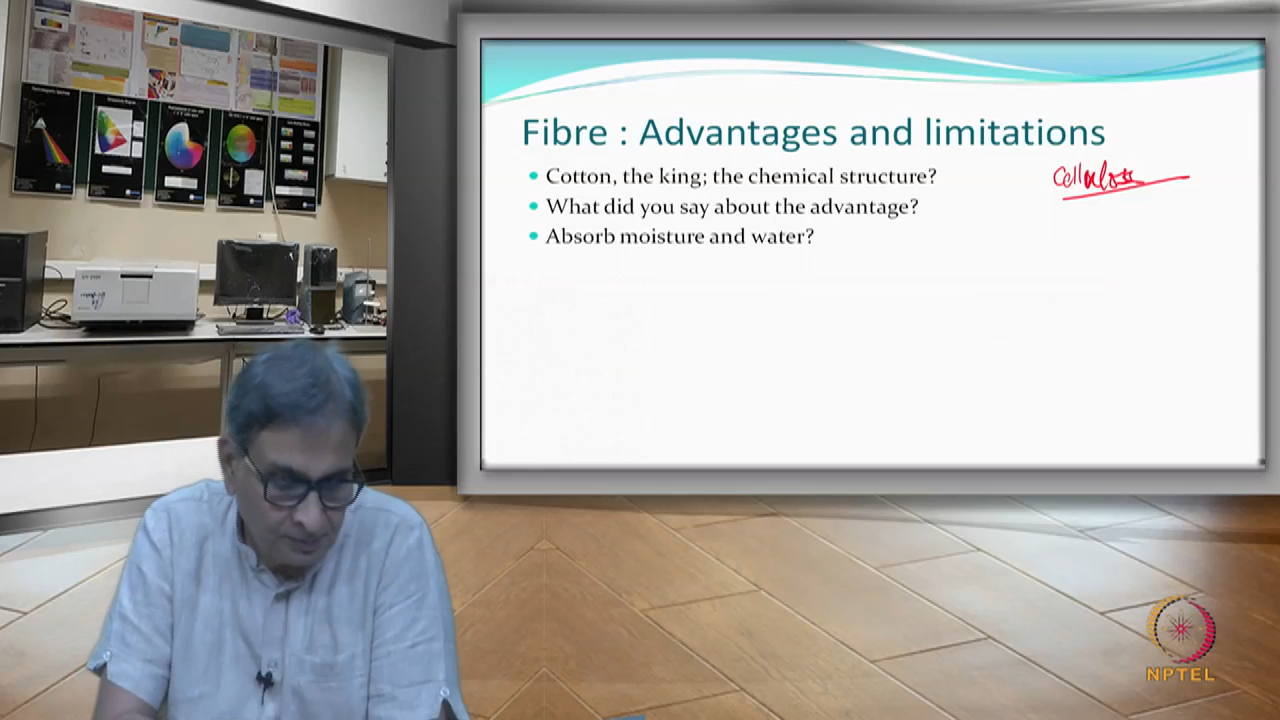 Fibre : Advantages and limitations
• Cotton, the king; the chemical structure?
cellulose
• What did you say about the advantage?
• Absorb moisture and water?
NPTEL